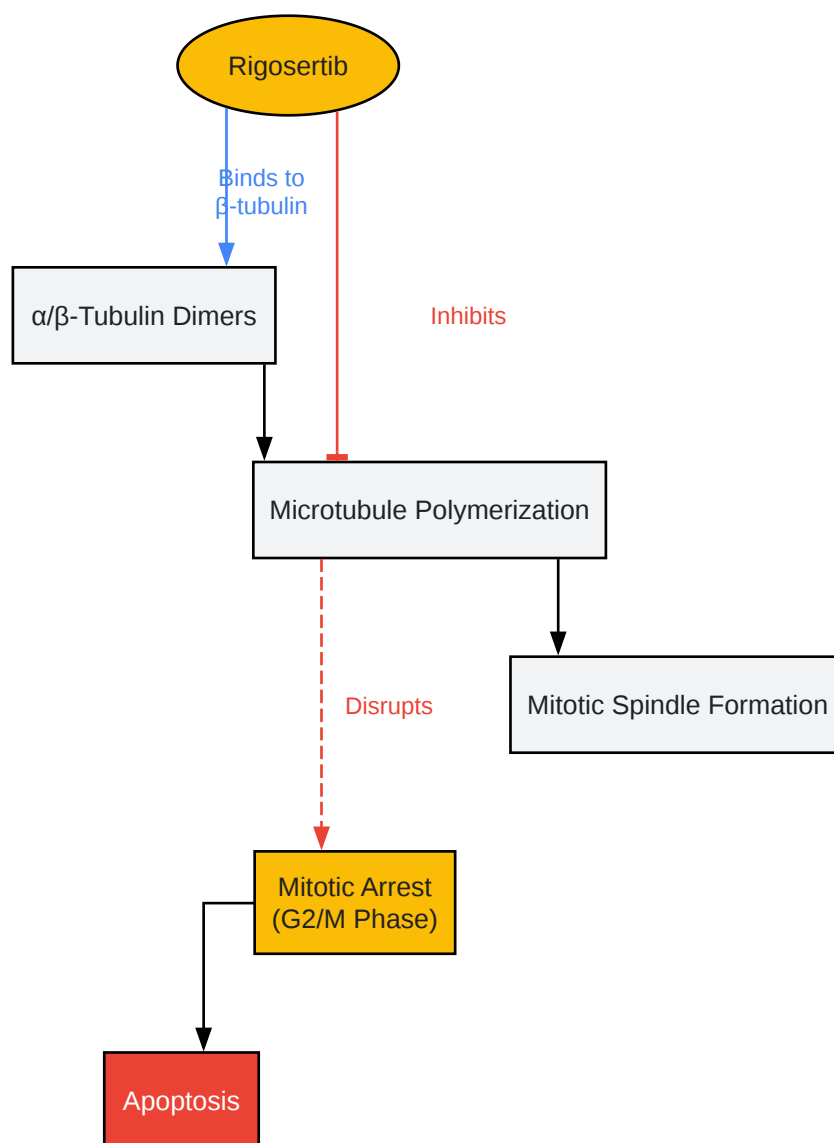 Rigosertib
Binds to
β-tubulin
α/β-Tubulin Dimers
Inhibits
Microtubule Polymerization
Mitotic Spindle Formation
Disrupts
Mitotic Arrest
(G2/M Phase)
Apoptosis